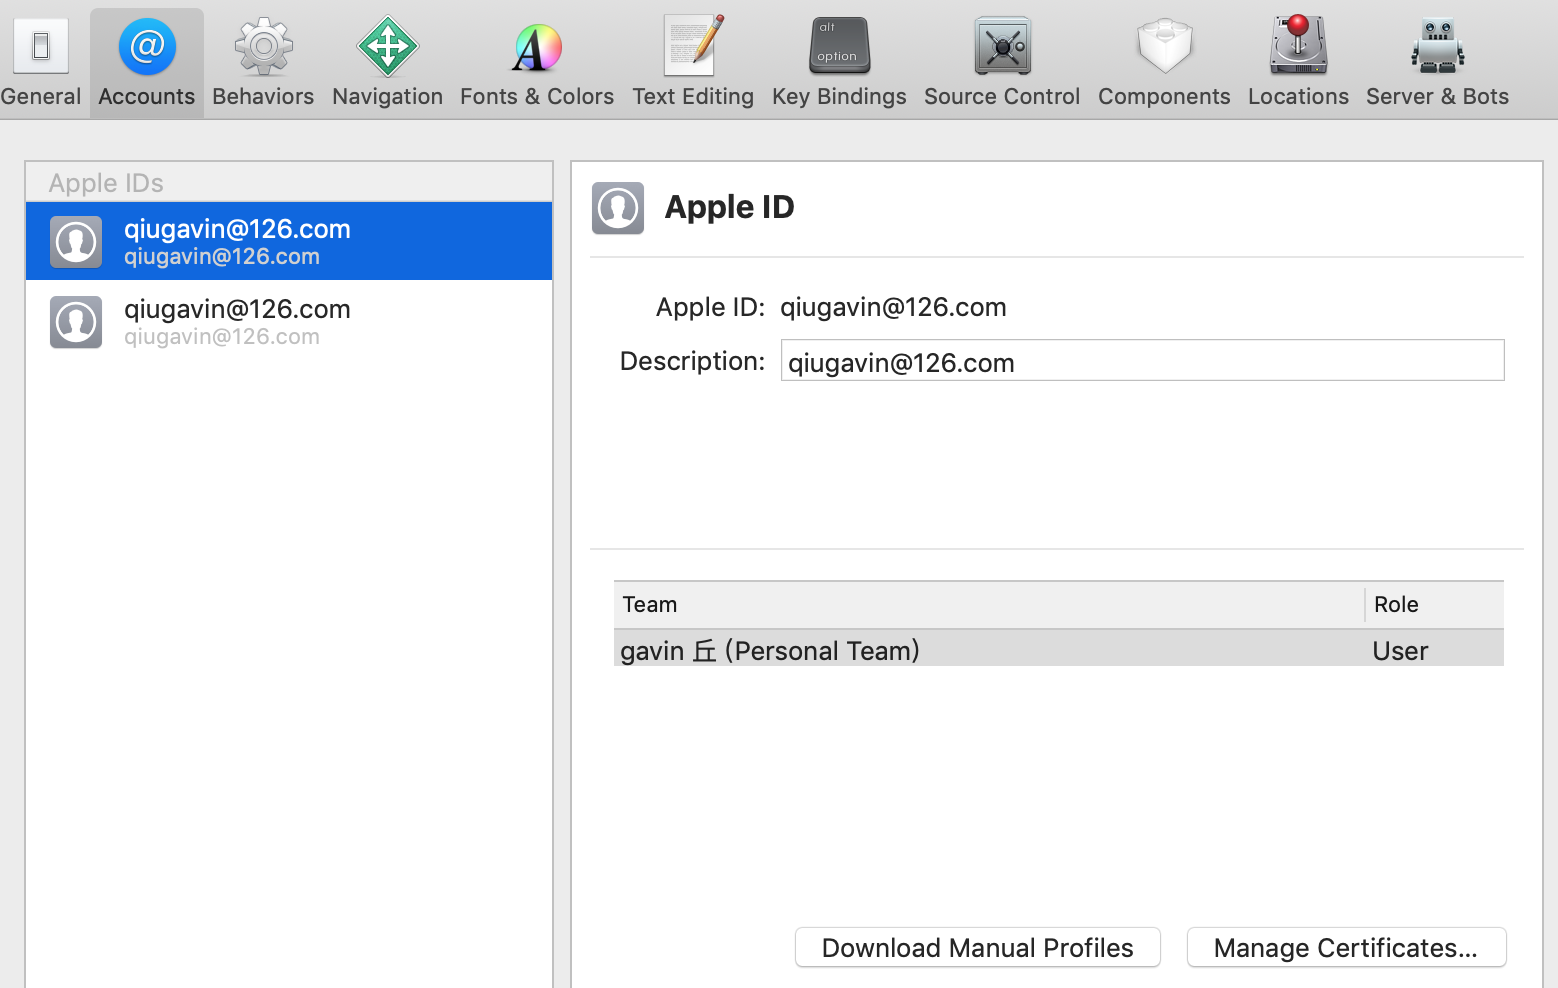 alt
option
General Accounts Behaviors Navigation Fonts & Colors Text Editing Key Bindings Source Control Components Locations Server & Bots
Apple IDs
qiugavin@126.com
qiugavin@126.com
qiugavin@126.com
qiugavin@126.com
Apple ID
Apple ID: qiugavin@126.com
Description: qiugavin@126.com
Team Role
gavin 丘 (Personal Team) User
Download Manual Profiles Manage Certificates...